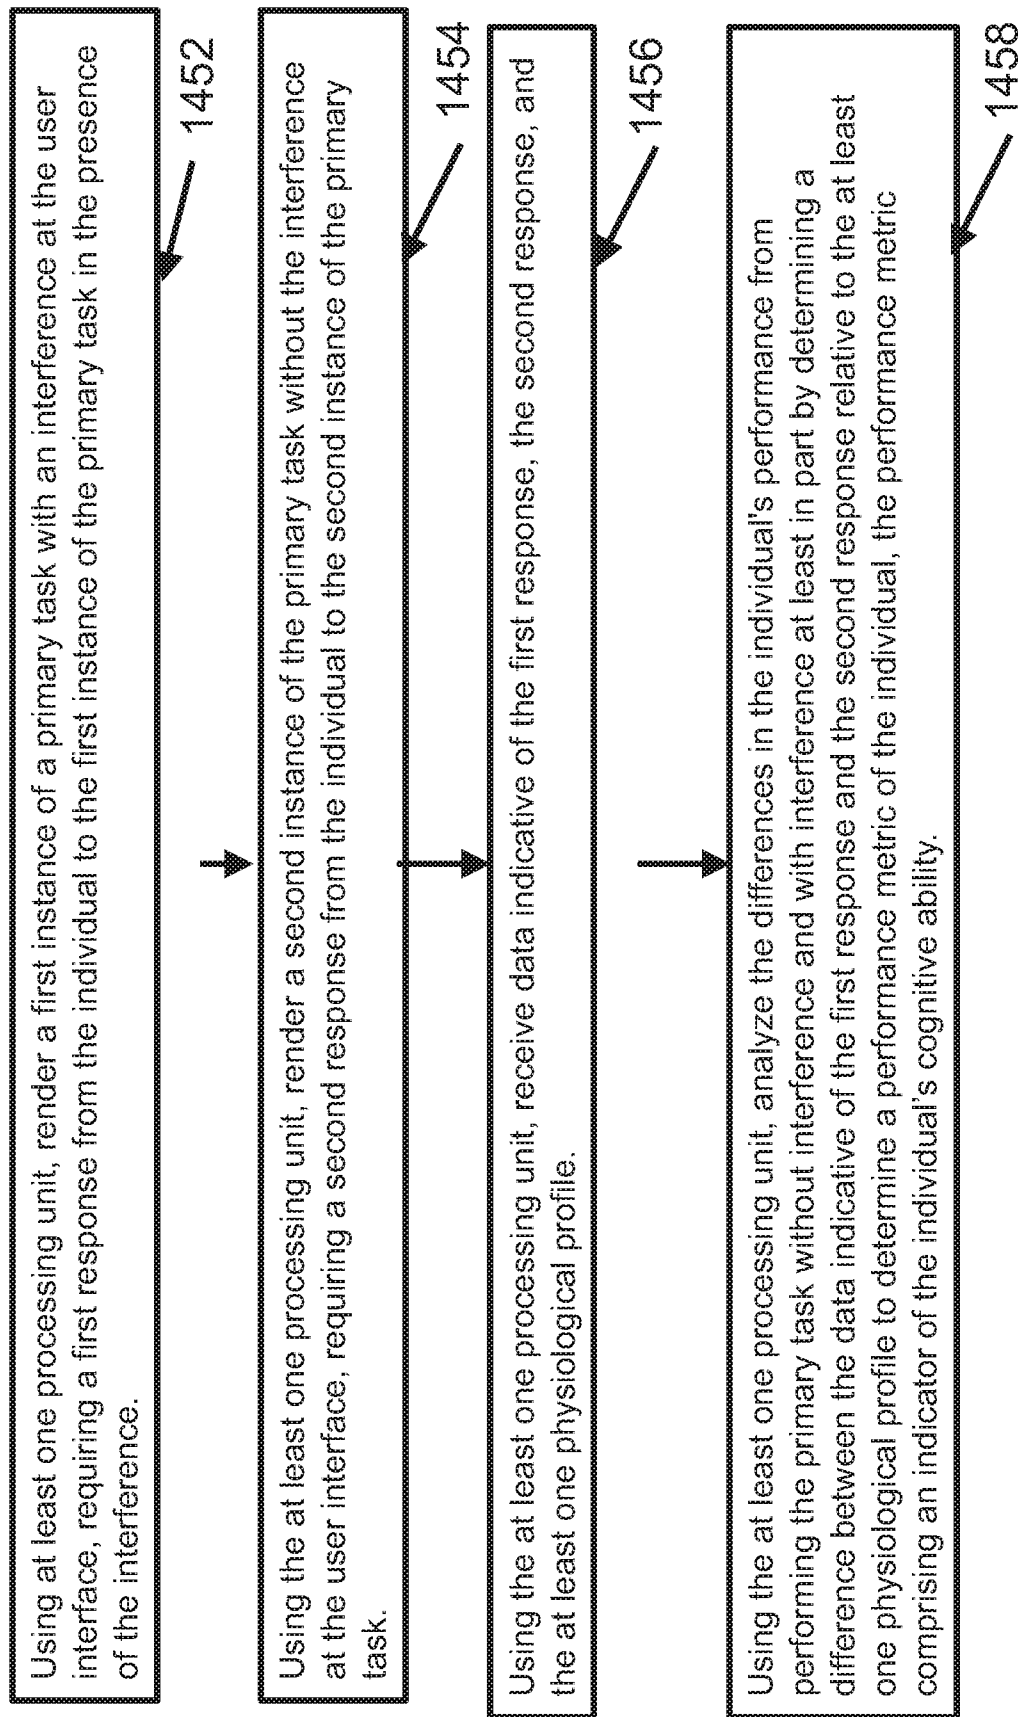 Using at least one processing unit, render a first instance of a primary task with an interference at the user
interface, requiring a first response from the individual to the first instance of the primary task in the presence
of the interference.
1452
Using the at least one processing unit, render a second instance of the primary task without the interference
at the user interface, requiring a second response from the individual to the second instance of the primary
task.
1454
Using the at least one processing unit, receive data indicative of the first response, the second response, and
the at least one physiological profile.
1456
Using the at least one processing unit, analyze the differences in the individual's performance from
performing the primary task without interference and with interference at least in part by determining a
difference between the data indicative of the first response and the second response relative to the at least
one physiological profile to determine a performance metric of the individual, the performance metric
comprising an indicator of the individual's cognitive ability.
1458